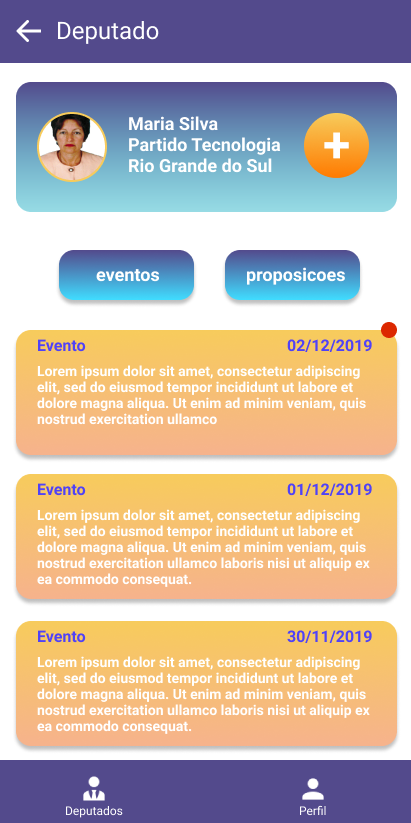 Deputado
Maria Silva
Partido Tecnologia
Rio Grande do Sul
eventos
proposicoes
Evento 02/12/2019
Lorem ipsum dolor sit amet, consectetur adipiscing
elit, sed do eiusmod tempor incididunt ut labore et
dolore magna aliqua. Ut enim ad minim veniam, quis
nostrud exercitation ullamco
Evento 01/12/2019
Lorem ipsum dolor sit amet, consectetur adipiscing
elit, sed do eiusmod tempor incididunt ut labore et
dolore magna aliqua. Ut enim ad minim veniam, quis
nostrud exercitation ullamco laboris nisi ut aliquip ex
ea commodo consequat.
Evento 30/11/2019
Lorem ipsum dolor sit amet, consectetur adipiscing
elit, sed do eiusmod tempor incididunt ut labore et
dolore magna aliqua. Ut enim ad minim veniam, quis
nostrud exercitation ullamco laboris nisi ut aliquip ex
ea commodo consequat.
Deputados
Perfil